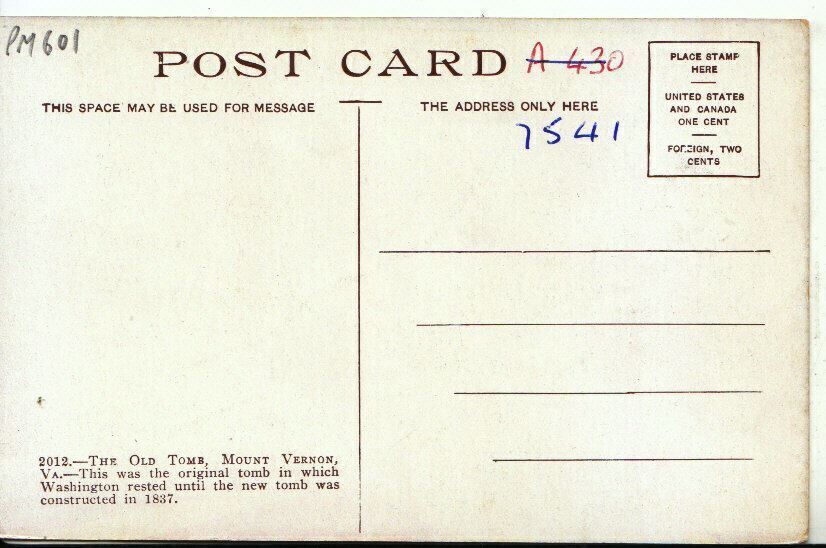 PM601
POST CARD
A 430
THIS SPACE MAY BE USED FOR MESSAGE
THE ADDRESS ONLY HERE
7541
PLACE STAMP
HERE
UNITED STATES
AND CANADA
ONE CENT
FOREIGN, TWO
CENTS
2012.—THE OLD TOMB, MOUNT VERNON,
VA.—This was the original tomb in which
Washington rested until the new tomb was
constructed in 1837.